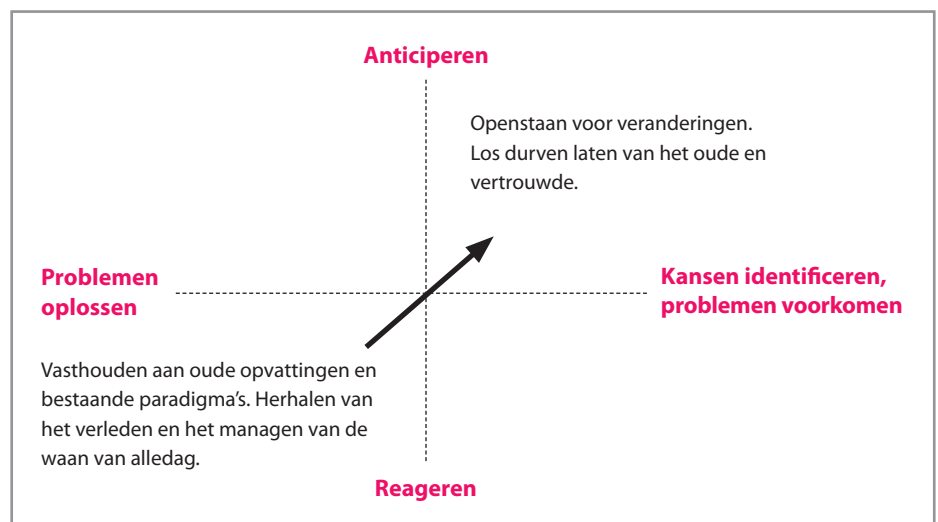 Anticiperen
Openstaan voor veranderingen.
Los durven laten van het oude en
vertrouwde.
Problemen
oplossen
Kansen identificeren,
problemen voorkomen
Vasthouden aan oude opvattingen en
bestaande paradigma's. Herhalen van
het verleden en het managen van de
waan van alledag.
Reageren